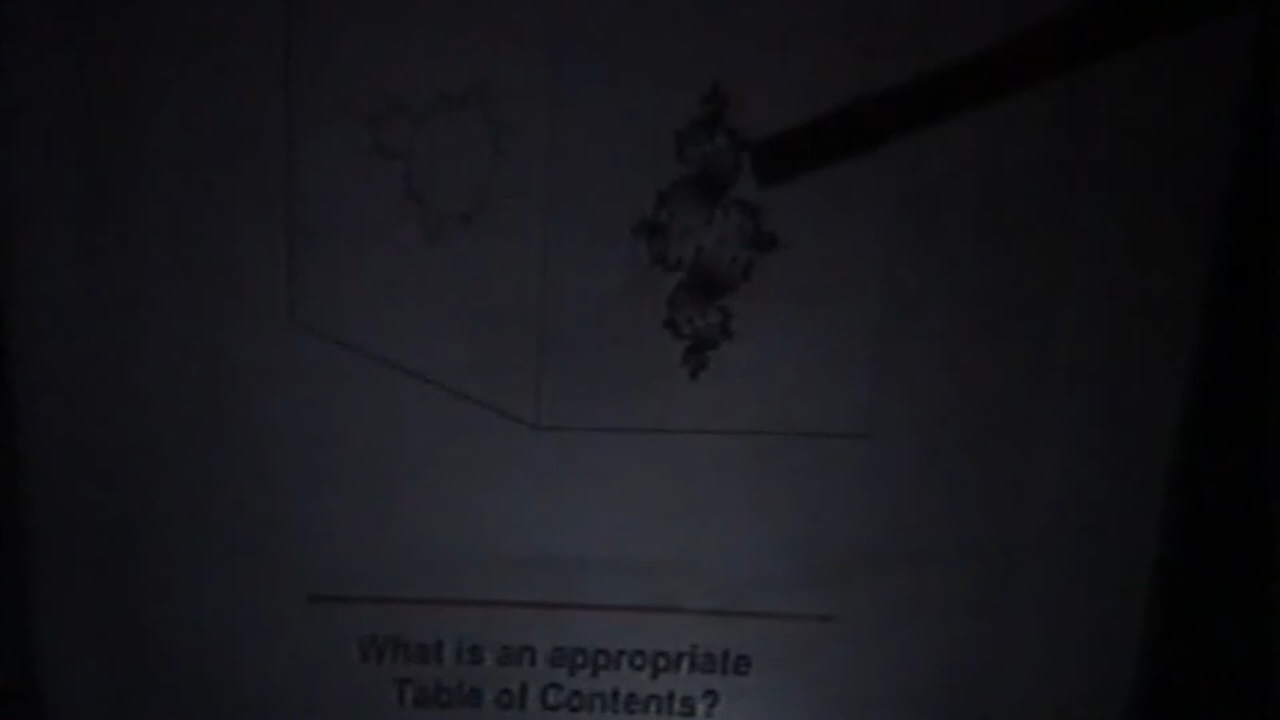 What is an appropriate
Table of Contents?